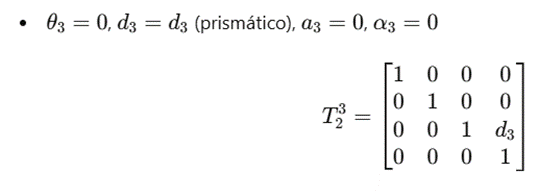 • θ₃ = 0, d₃ = d₃ (prismático), a₃ = 0, α₃ = 0
T₂³ =
1 0 0 0
0 1 0 0
0 0 1 d₃
0 0 0 1